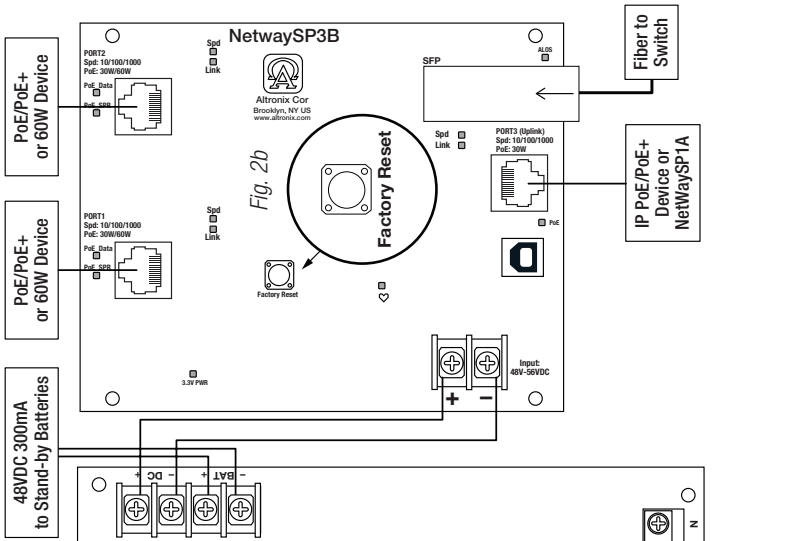 NetwaySP3B
PORT2
Spd: 10/100/1000
PoE: 30W/60W
PoE_Data
PoE_SPR
Spd
Link
Altronix Cor
Brooklyn, NY US
www.altronix.com
SFP
ALOS
Fiber to
Switch
PoE/PoE+
or 60W Device
Spd
Link
PORT3 (Uplink)
Spd: 10/100/1000
PoE: 30W
PoE
IP PoE/PoE+
Device or
NetWaySP1A
Fig. 2b
Factory Reset
Factory Reset
PORT1
Spd: 10/100/1000
PoE: 30W/60W
PoE_Data
PoE_SPR
Spd
Link
PoE/PoE+
or 60W Device
3.3V PWR
Input:
48V-56VDC
+ –
48VDC 300mA
to Stand-by Batteries
– BAT +
– DC +
N